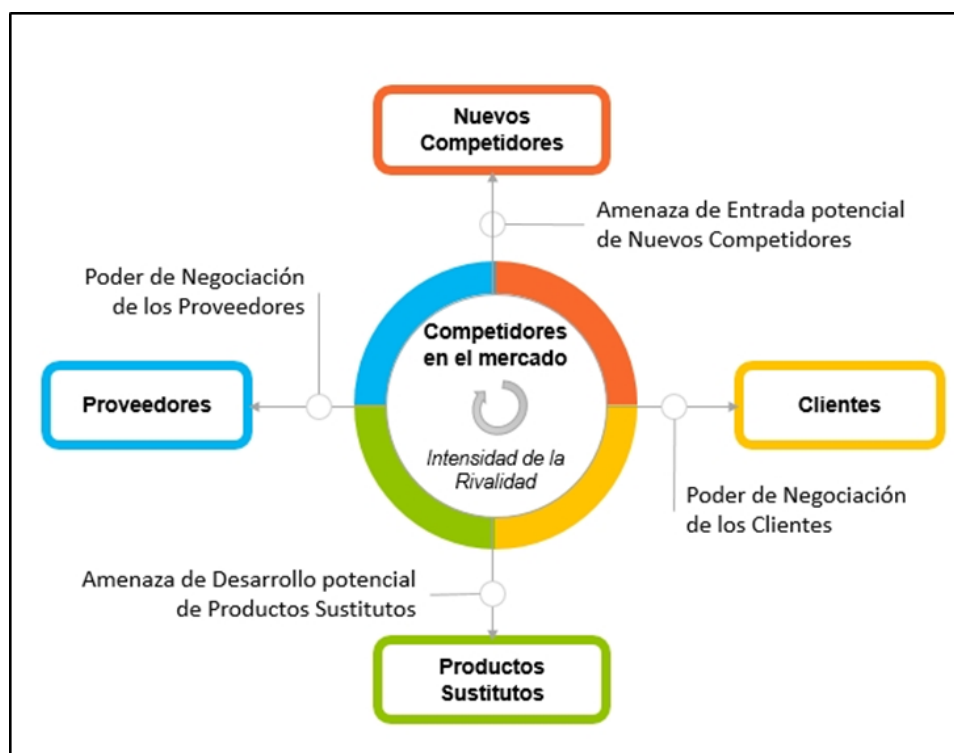 Nuevos
Competidores
Amenaza de Entrada potencial
de Nuevos Competidores
Poder de Negociación
de los Proveedores
Competidores
en el mercado
Proveedores
Clientes
Intensidad de la
Rivalidad
Poder de Negociación
de los Clientes
Amenaza de Desarrollo potencial
de Productos Sustitutos
Productos
Sustitutos